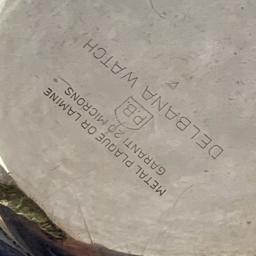 DELBANA WATCH
PB
METAL PLAQUE OR LAMINE
GARANTI 20 MICRONS